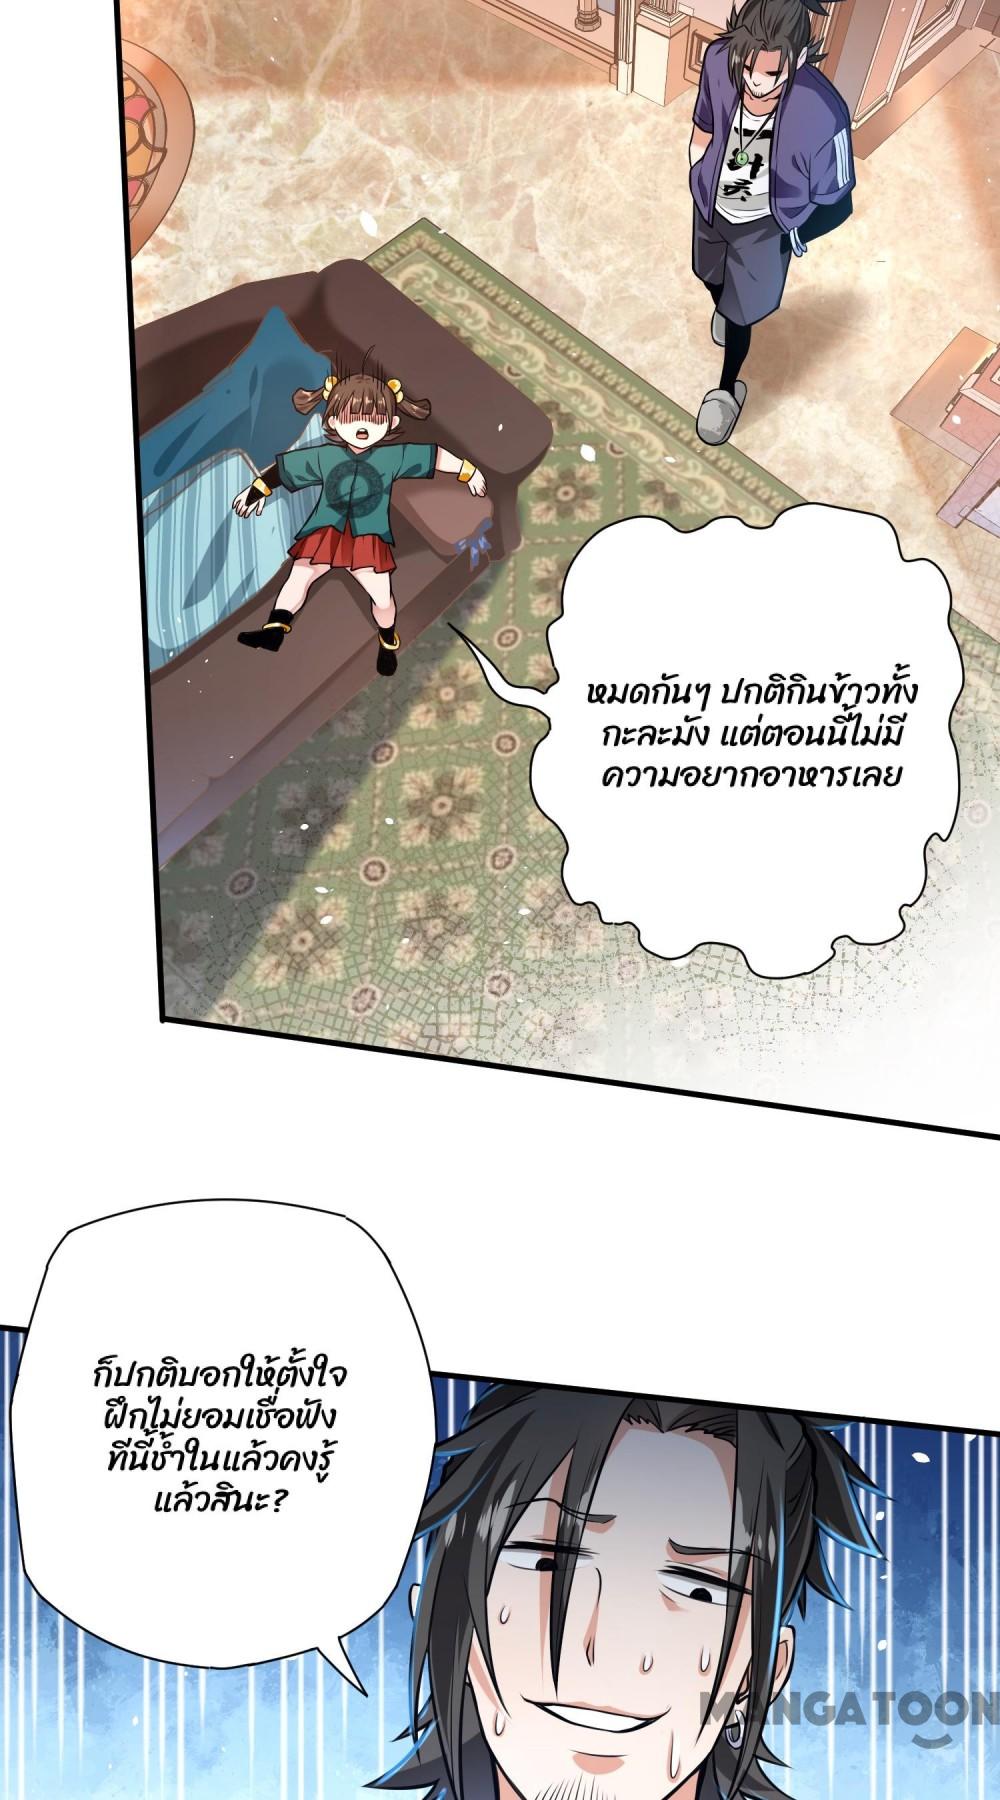 หมดกันๆ ปกติกินข้าวทั้ง
กะละมัง แต่ตอนนี้ไม่มี
ความอยากอาหารเลย
ก็ปกติบอกให้ตั้งใจ
ฝึกไม่ยอมเชื่อฟัง
ทีนี้ช้ำในแล้วคงรู้
แล้วสินะ?
MANGATOON